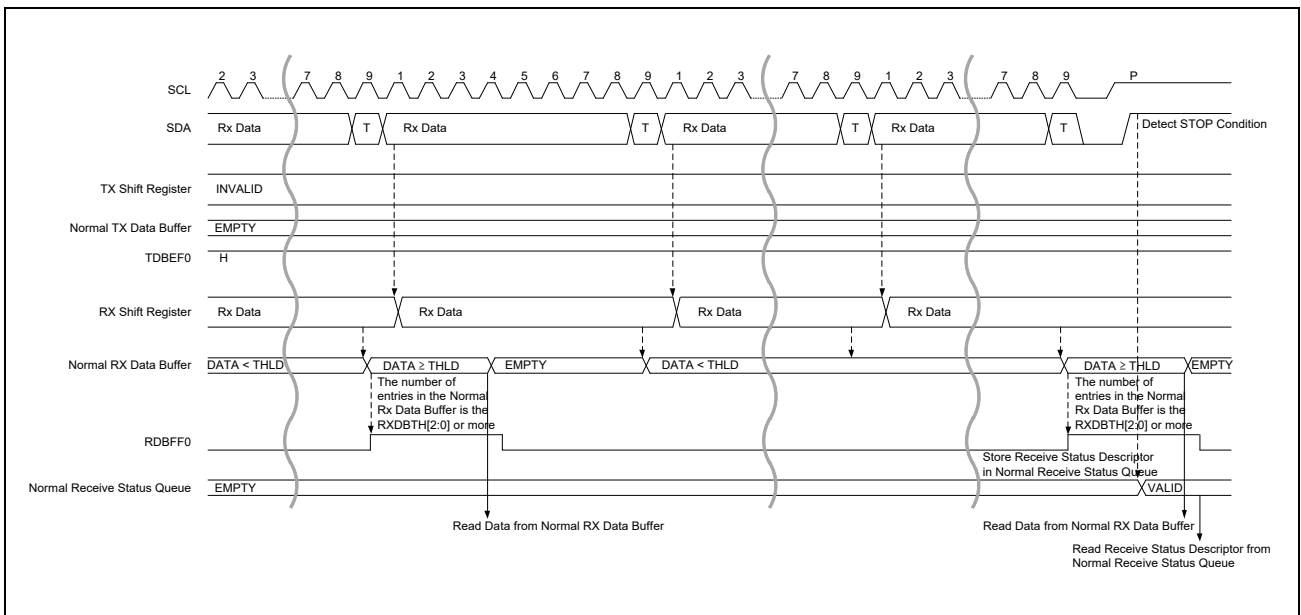 SCL 2 3 7 8 9 1 2 3 4 5 6 7 8 9 1 2 3 7 8 9 1 2 3 7 8 9 P
SDA Rx Data T Rx Data T Rx Data T Rx Data T Detect STOP Condition
TX Shift Register INVALID
Normal TX Data Buffer EMPTY
TDBEF0 H
RX Shift Register Rx Data Rx Data Rx Data Rx Data
Normal RX Data Buffer DATA < THLD DATA ≥ THLD EMPTY DATA < THLD DATA ≥ THLD EMPTY
The number of
entries in the Normal
Rx Data Buffer is the
RXDBTH[2:0] or more
The number of
entries in the Normal
Rx Data Buffer is the
RXDBTH[2:0] or more
RDBFF0
Store Receive Status Descriptor
in Normal Receive Status Queue
Normal Receive Status Queue EMPTY VALID
Read Data from Normal RX Data Buffer
Read Data from Normal RX Data Buffer
Read Receive Status Descriptor from
Normal Receive Status Queue